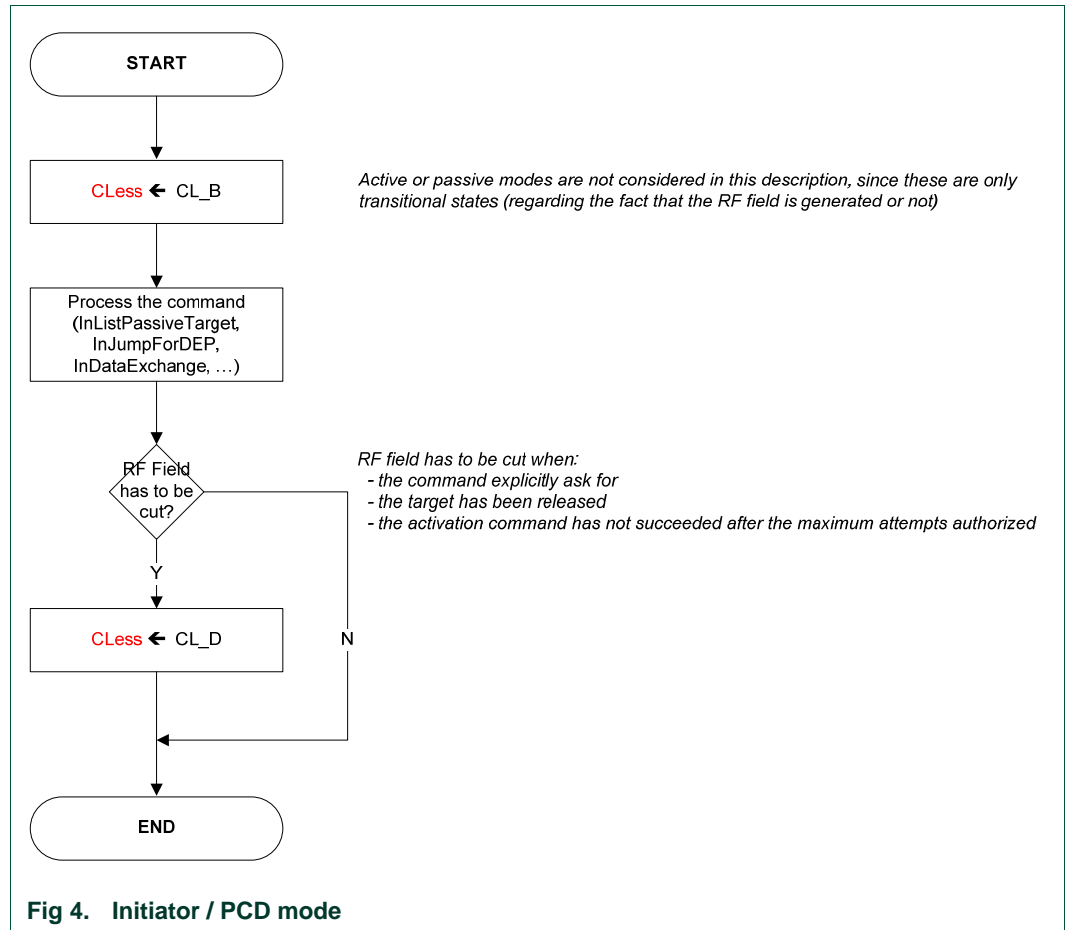 START
CLess 🡸 CL_B
Active or passive modes are not considered in this description, since these are only
transitional states (regarding the fact that the RF field is generated or not)
Process the command
(InListPassiveTarget,
InJumpForDEP,
InDataExchange, …)
RF Field
has to be
cut?
RF field has to be cut when:
- the command explicitly ask for
- the target has been released
- the activation command has not succeeded after the maximum attempts authorized
Y
N
CLess 🡸 CL_D
END
Fig 4. Initiator / PCD mode